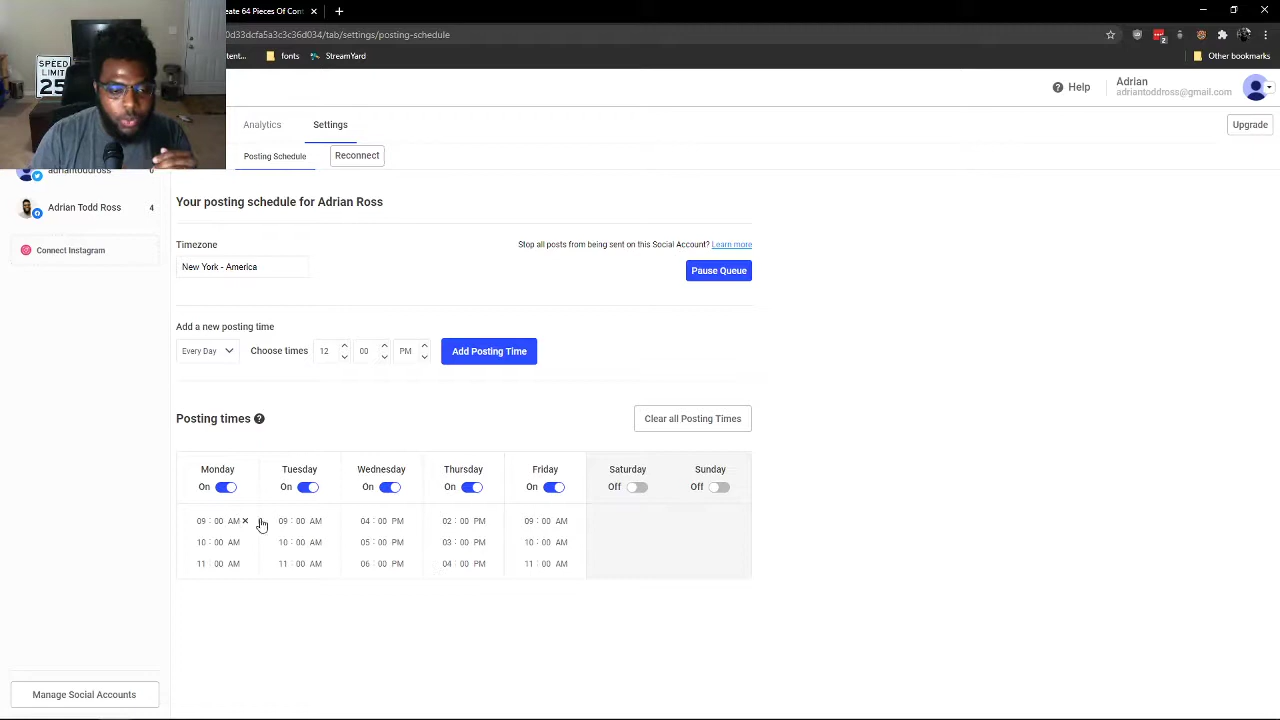 eate 64 Pieces Of Con
d33dcfa5a3c3c36d034/tab/settings/posting-schedule
tent...
fonts
StreamYard
Other bookmarks
SPEED
LIMIT
25
Help
Adrian
adriantoddross@gmail.com
Analytics
Settings
Upgrade
Posting Schedule
Reconnect
adriantoddross
0
Adrian Todd Ross
4
Connect Instagram
Your posting schedule for Adrian Ross
Timezone
Stop all posts from being sent on this Social Account? Learn more
New York - America
Pause Queue
Add a new posting time
Every Day
Choose times
12
00
PM
Add Posting Time
Posting times
Clear all Posting Times
Monday Tuesday Wednesday Thursday Friday Saturday Sunday
On On On On On Off Off
09 : 00 AM 09 : 00 AM 04 : 00 PM 02 : 00 PM 09 : 00 AM
10 : 00 AM 10 : 00 AM 05 : 00 PM 03 : 00 PM 10 : 00 AM
11 : 00 AM 11 : 00 AM 06 : 00 PM 04 : 00 PM 11 : 00 AM
Manage Social Accounts